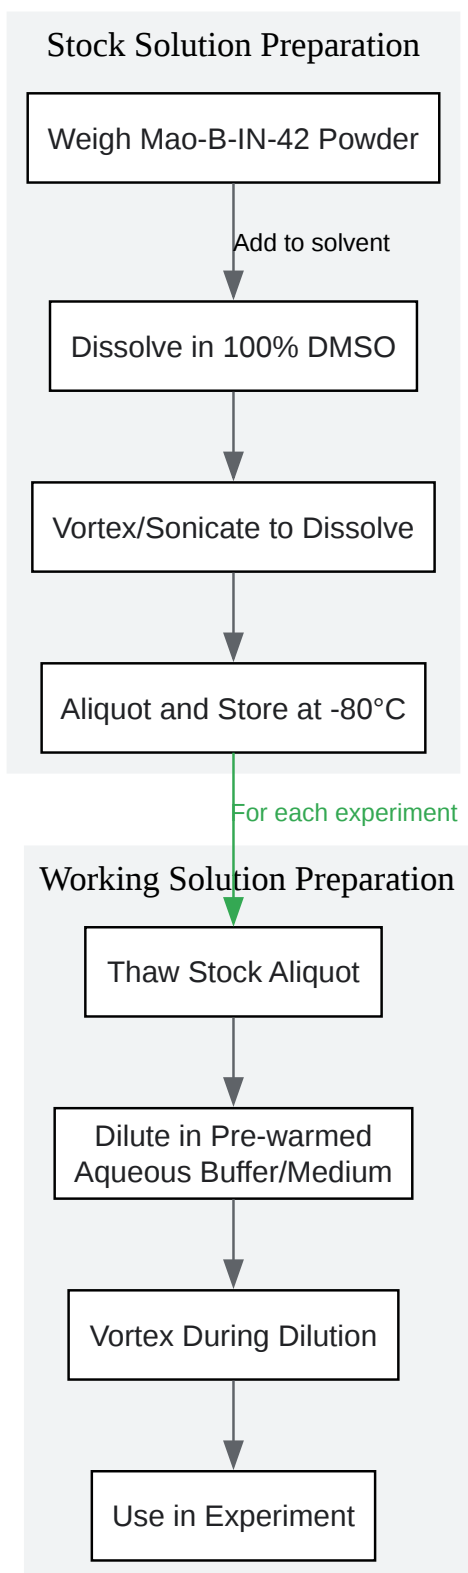 Stock Solution Preparation
Weigh Mao-B-IN-42 Powder
Add to solvent
Dissolve in 100% DMSO
Vortex/Sonicate to Dissolve
Aliquot and Store at -80°C
For each experiment
Working Solution Preparation
Thaw Stock Aliquot
Dilute in Pre-warmed
Aqueous Buffer/Medium
Vortex During Dilution
Use in Experiment